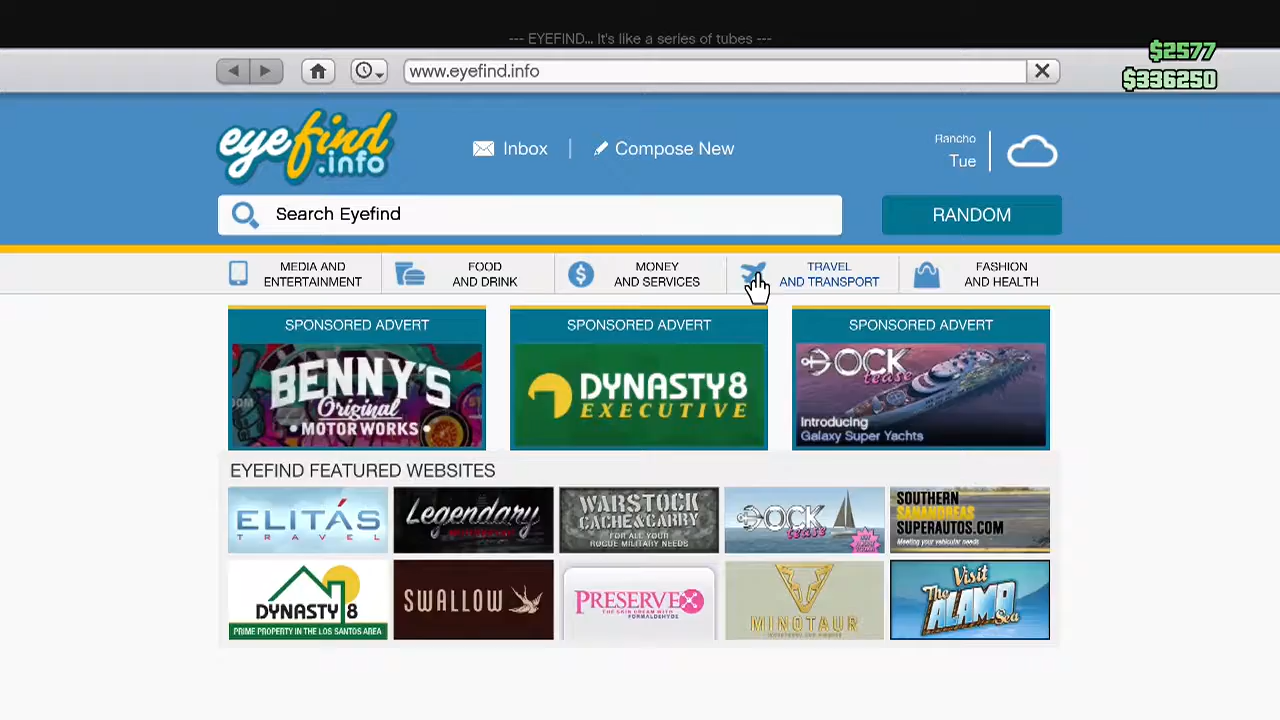 --- EYEFIND... It's like a series of tubes ---
$2577
www.eyefind.info
$336250
eyefind
.info
Inbox
Compose New
Rancho
Tue
Search Eyefind
RANDOM
MEDIA AND
ENTERTAINMENT
FOOD
AND DRINK
MONEY
AND SERVICES
TRAVEL
AND TRANSPORT
FASHION
AND HEALTH
SPONSORED ADVERT
BENNY'S
Original
MOTOR WORKS
SPONSORED ADVERT
DYNASTY 8
EXECUTIVE
SPONSORED ADVERT
DOCK
tease
Introducing
Galaxy Super Yachts
EYEFIND FEATURED WEBSITES
ELITÁS
TRAVEL
Legendary
WARSTOCK
CACHE & CARRY
FOR ALL YOUR
ROGUE MILITARY NEEDS
DOCK
tease
SOUTHERN
SANANDREAS
SUPERAUTOS.COM
Meeting your vehicular needs
DYNASTY 8
PRIME PROPERTY IN THE LOS SANTOS AREA
SWALLOW
PRESERVEX
THE SKIN CREAM WITH
FORMALDEHYDE
MINOTAUR
Visit
The
ALAMO
Sea